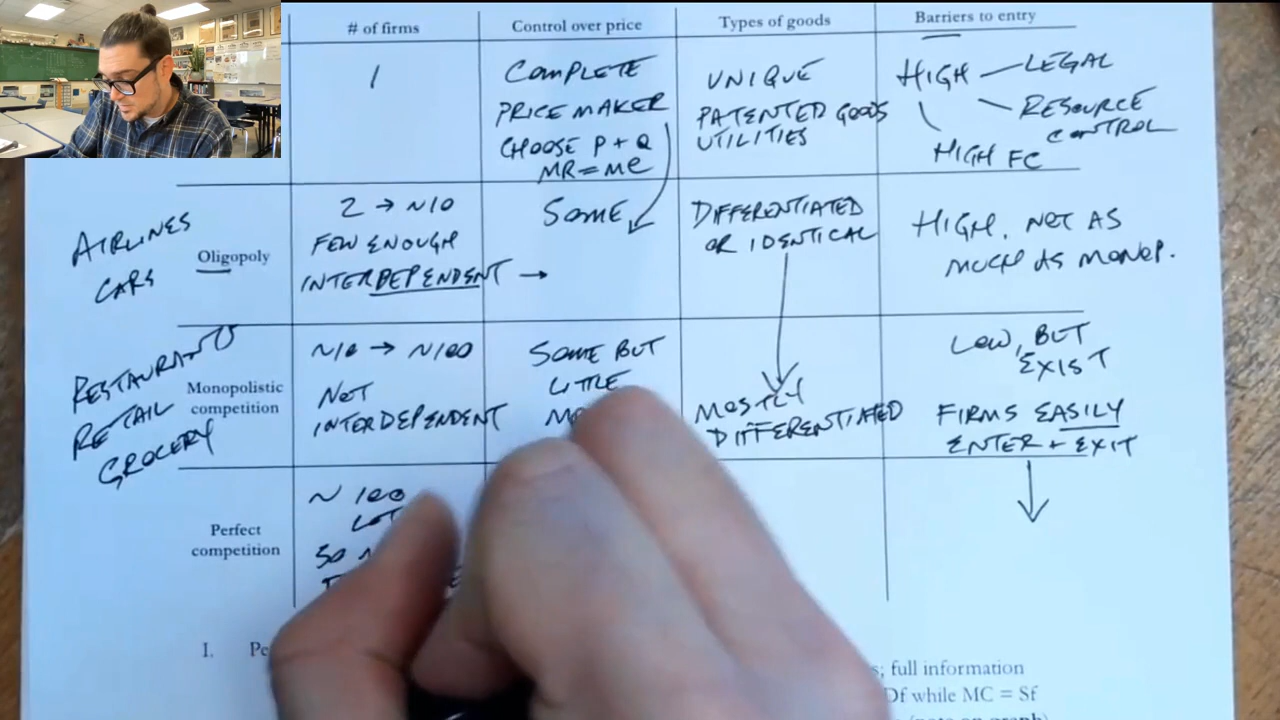 # of firms
Control over price
Types of goods
Barriers to entry
1
COMPLETE
PRICE MAKER
CHOOSE P + Q
MR = MC
UNIQUE
PATENTED GOODS
UTILITIES
HIGH — LEGAL
RESOURCE
CONTROL
HIGH FC
AIRLINES
CARS
Oligopoly
2 → ~10
FEW ENOUGH
INTERDEPENDENT →
SOME
DIFFERENTIATED
OR IDENTICAL
HIGH, NOT AS
MUCH AS MONOP.
RESTAURANTS
RETAIL
GROCERY
Monopolistic
competition
~10 → ~100
NOT
INTERDEPENDENT
SOME BUT
LITTLE
MOSTLY
DIFFERENTIATED
LOW, BUT
EXIST
FIRMS EASILY
ENTER + EXIT
Perfect
competition
~ 100
SO
I.
full information
Df while MC = Sf